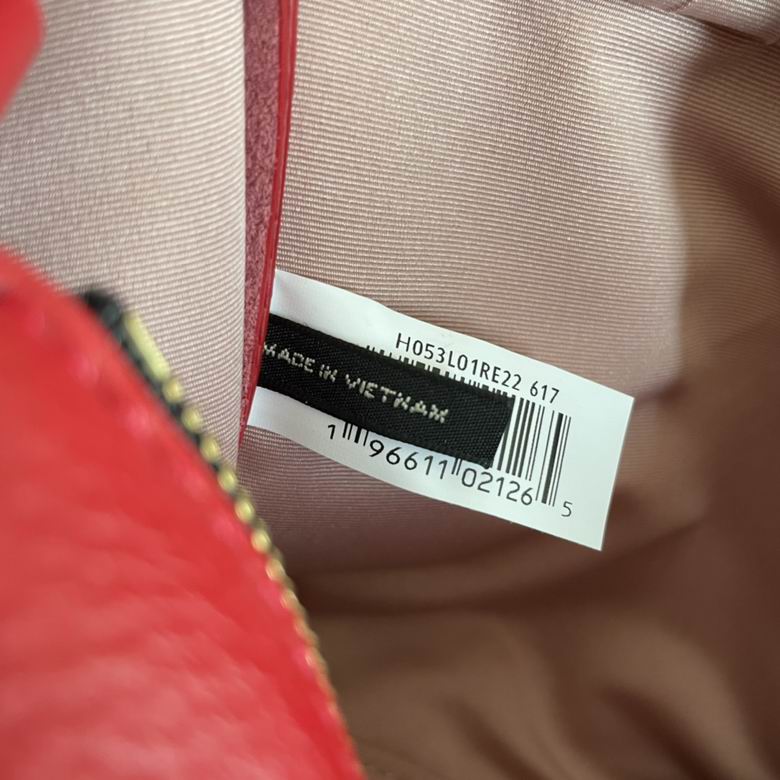 H053L01RE22 617
MADE IN VIETNAM
1 96611 02126 5